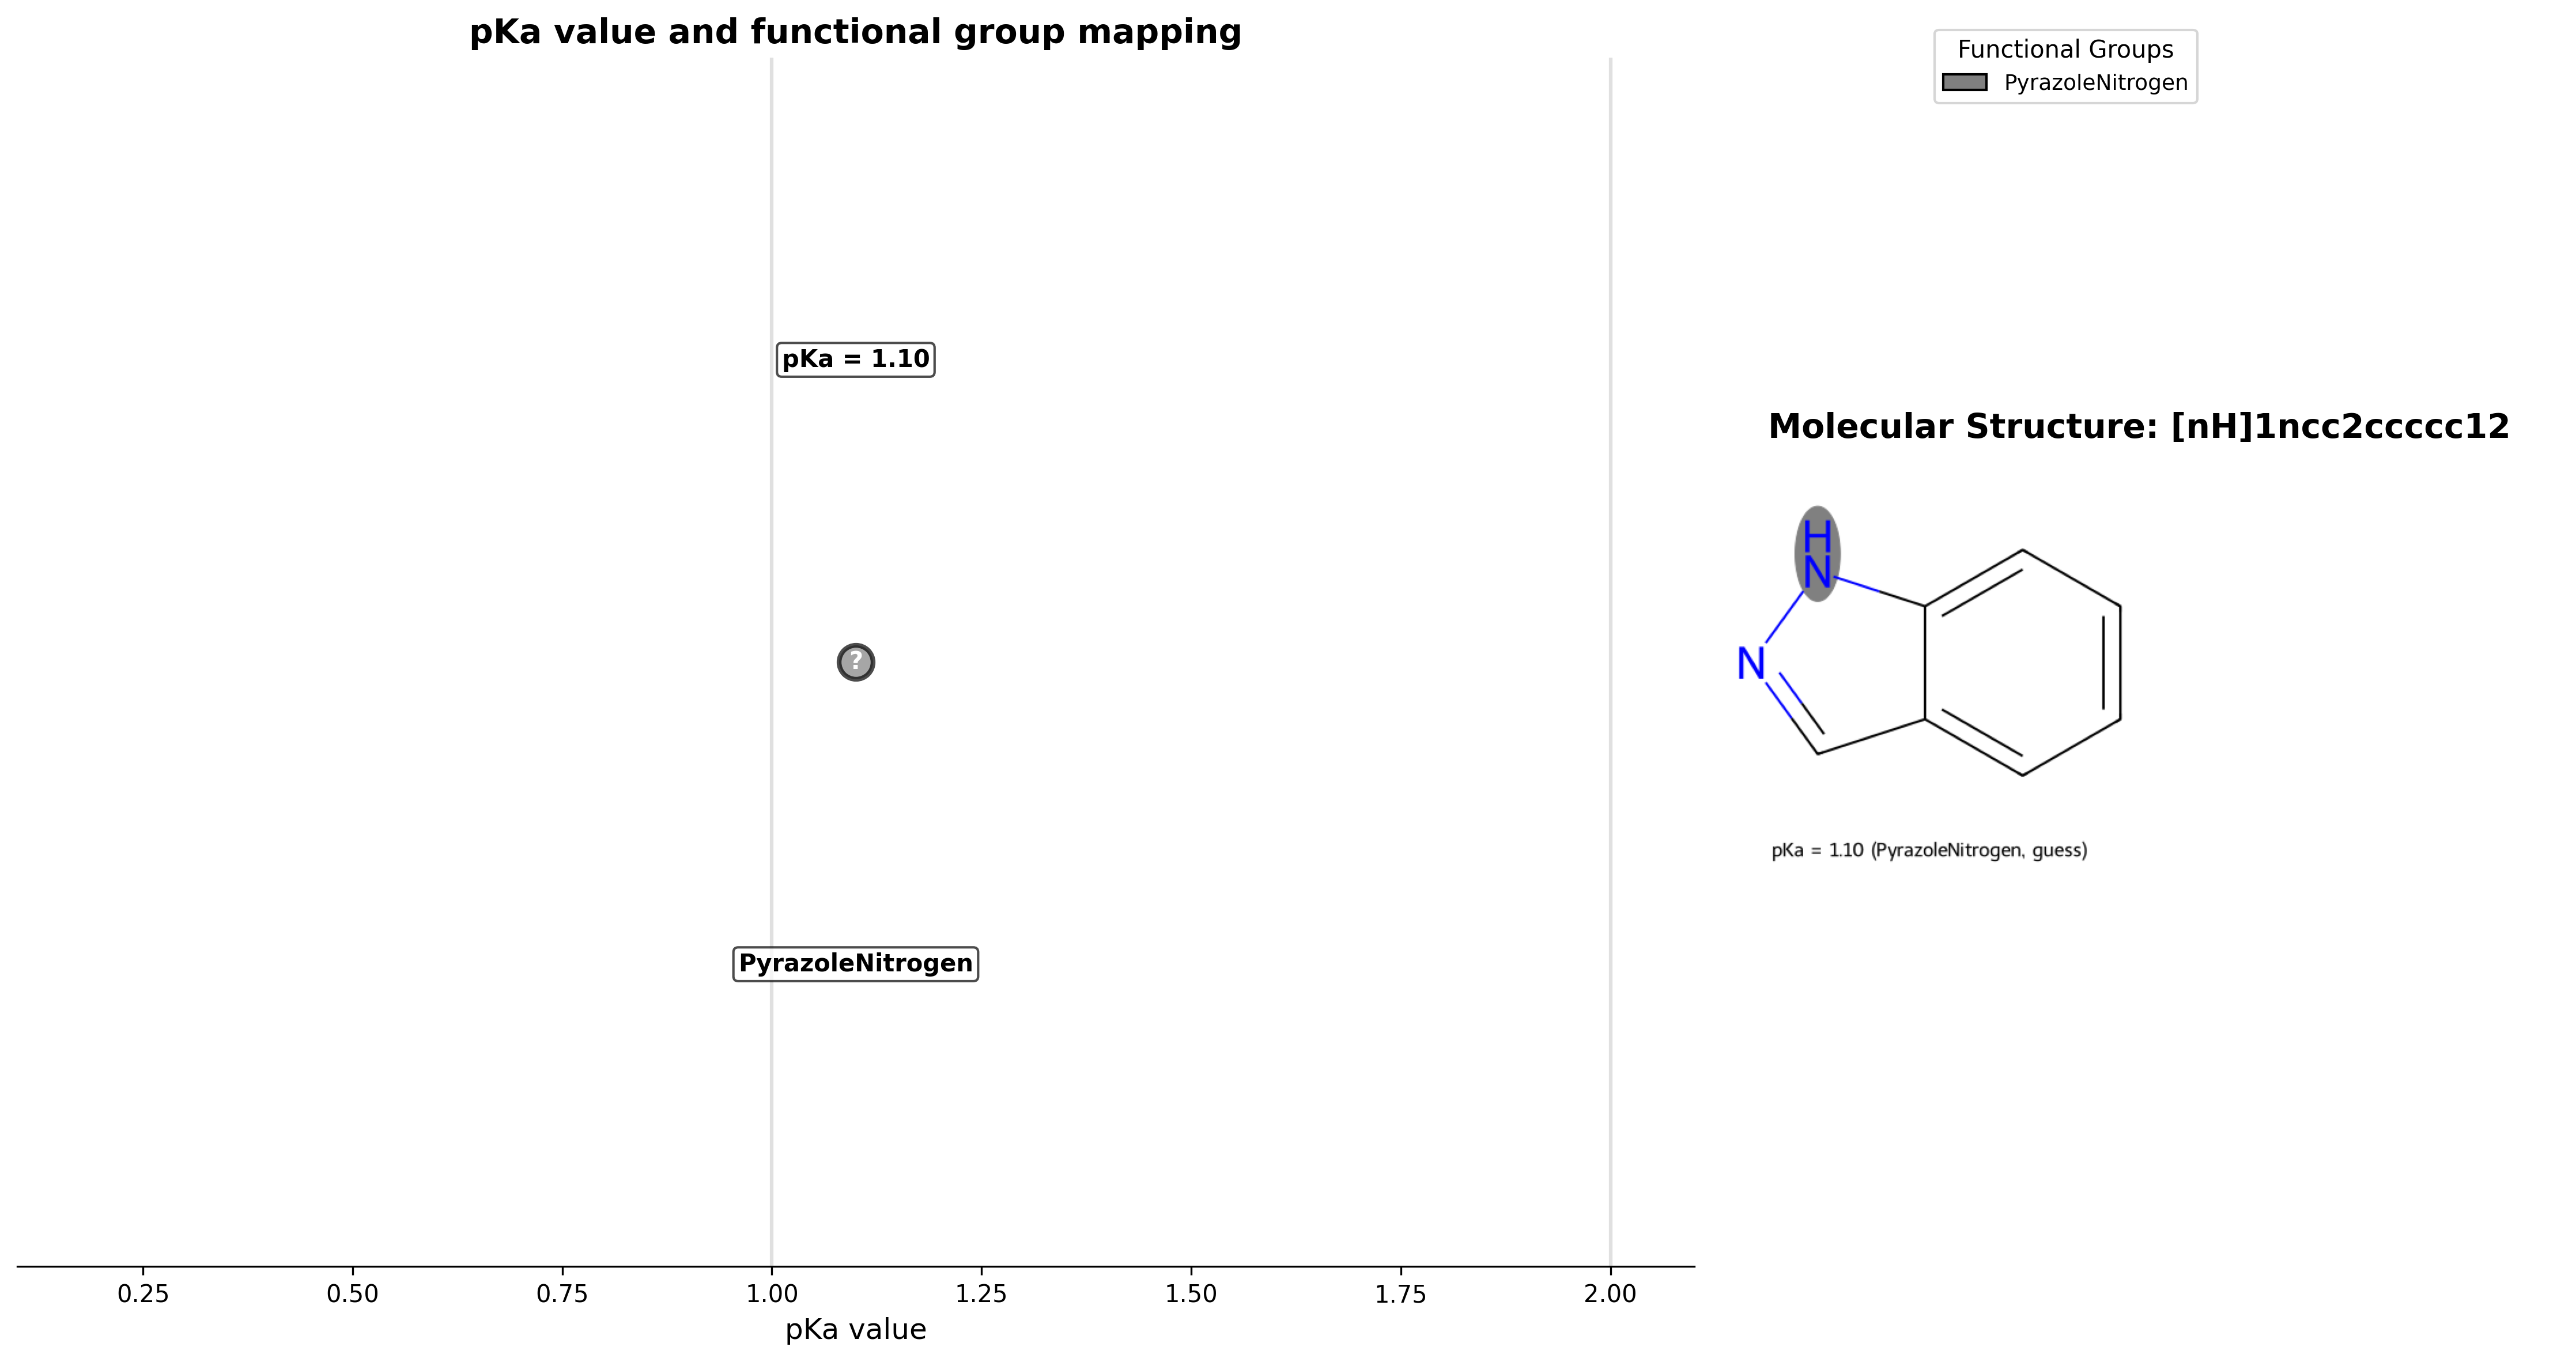 pKa value and functional group mapping
Functional Groups
PyrazoleNitrogen
pKa = 1.10
Molecular Structure: [nH]1ncc2ccccc12
H
N
N
?
pKa = 1.10 (PyrazoleNitrogen, guess)
PyrazoleNitrogen
0.25 0.50 0.75 1.00 1.25 1.50 1.75 2.00
pKa value